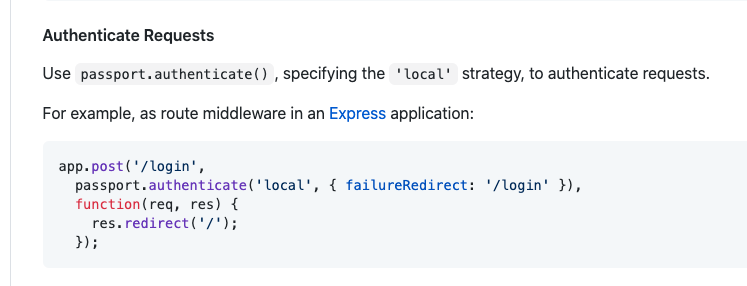 Authenticate Requests
Use passport.authenticate() , specifying the 'local' strategy, to authenticate requests.
For example, as route middleware in an Express application:
app.post('/login',
  passport.authenticate('local', { failureRedirect: '/login' }),
  function(req, res) {
    res.redirect('/');
  });